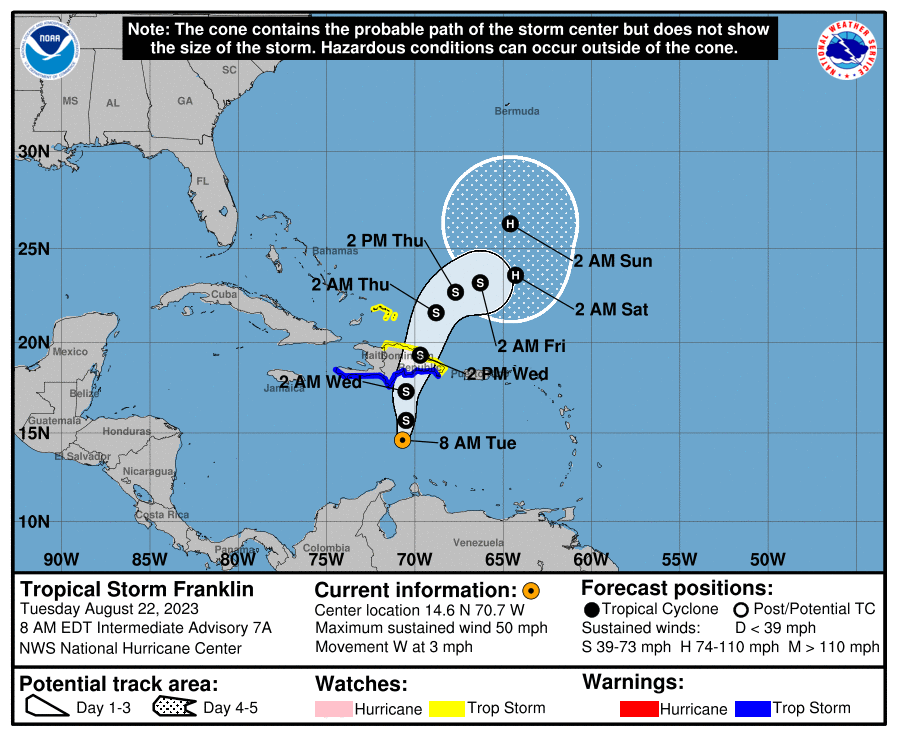 Note: The cone contains the probable path of the storm center but does not show
the size of the storm. Hazardous conditions can occur outside of the cone.
NOAA
NATIONAL WEATHER SERVICE
SC
MS
AL
GA
Bermuda
30N
FL
2 PM Thu
25N
Bahamas
2 AM Sun
H
2 AM Thu
H
S
S
Cuba
S
2 AM Sat
20N
2 AM Fri
Mexico
Haiti
Dominican
Republic
S
2 PM Wed
2 AM Wed
Jamaica
S
Belize
Guatemala
S
15N
Honduras
8 AM Tue
El Salvador
Nicaragua
10N
Costa Rica
Panama
Colombia
Venezuela
90W 85W 80W 75W 70W 65W 60W 55W 50W
Tropical Storm Franklin
Tuesday August 22, 2023
8 AM EDT Intermediate Advisory 7A
NWS National Hurricane Center
Current information:
Center location 14.6 N 70.7 W
Maximum sustained wind 50 mph
Movement W at 3 mph
Forecast positions:
Tropical Cyclone Post/Potential TC
Sustained winds: D < 39 mph
S 39-73 mph H 74-110 mph M > 110 mph
Potential track area:
Day 1-3 Day 4-5
Watches:
Hurricane Trop Storm
Warnings:
Hurricane Trop Storm